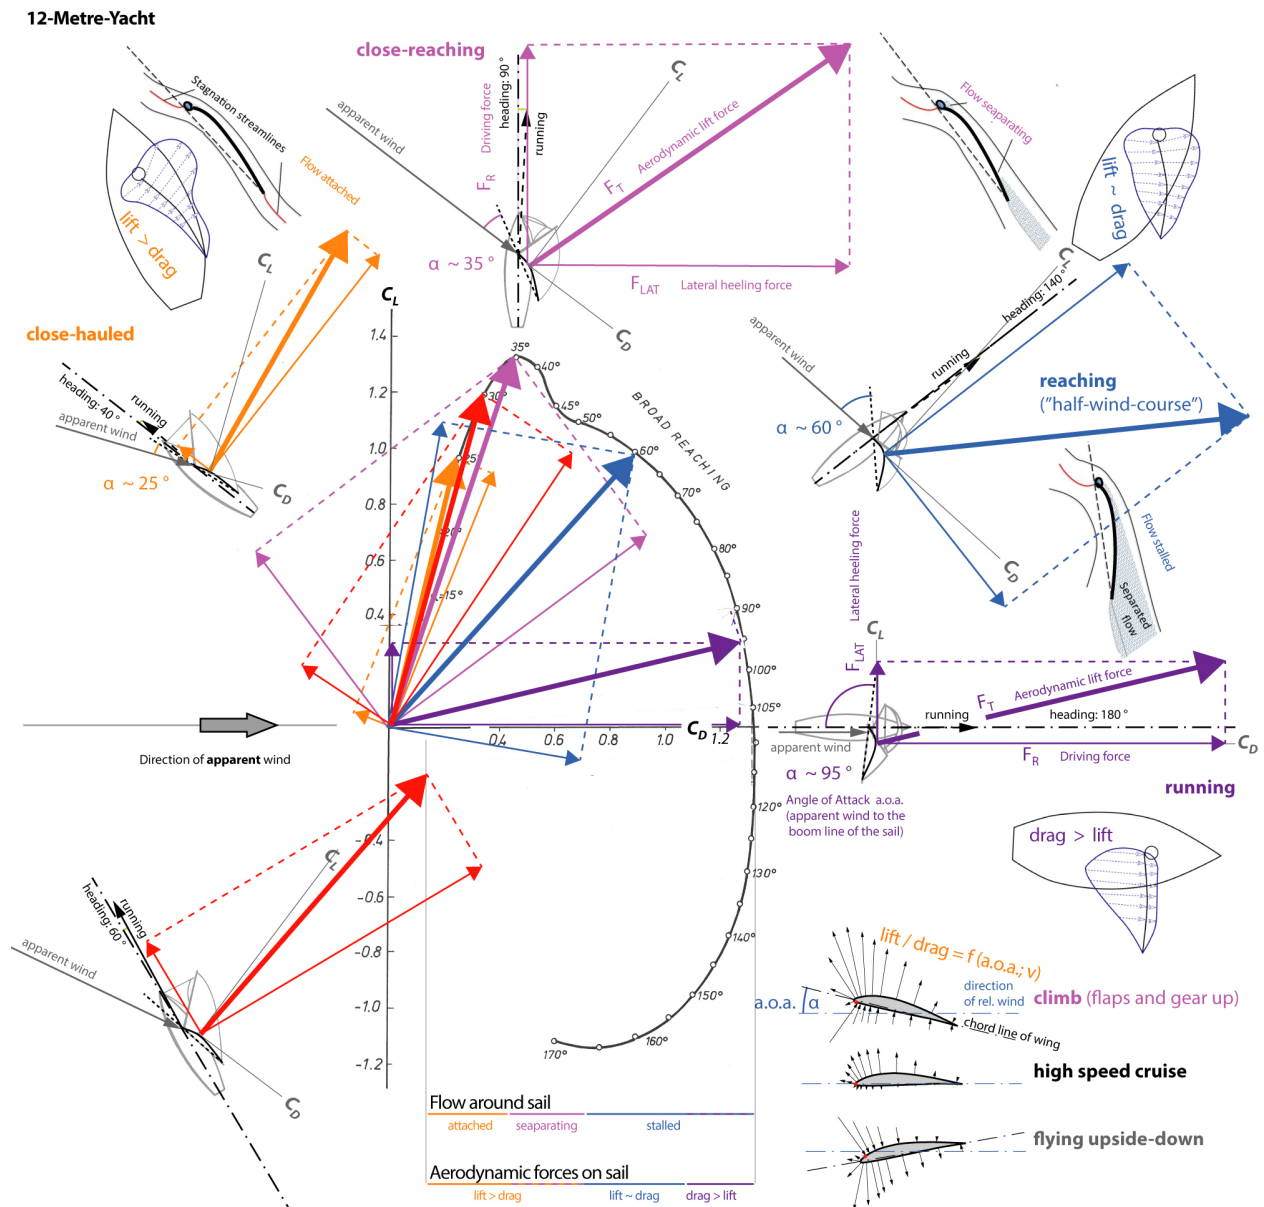 12-Metre-Yacht
close-reaching
Stagnation streamlines
Flow attached
lift > drag
apparent wind
Driving force
F R
heading: 90°
running
C L
Aerodynamic lift force
F T
α ~ 35°
F LAT
Lateral heeling force
C D
Flow seaparating
lift ~ drag
close-hauled
C L
heading: 40°
running
apparent wind
α ~ 25°
C D
C L
1.4
1.2
1.0
0.8
0.6
0.4
35°
40°
45°
50°
60°
70°
80°
90°
100°
105°
120°
130°
140°
150°
160°
170°
30°
25°
20°
15°
BROAD REACHING
C L
heading: 140°
running
apparent wind
α ~ 60°
reaching
("half-wind-course")
C D
Flow stalled
Separated
flow
Direction of apparent wind
0.4
0.6
0.8
1.0
C D
1.2
-0.4
-0.6
-0.8
-1.0
-1.2
Lateral heeling force
F LAT
C L
F T
Aerodynamic lift force
running
heading: 180°
apparent wind
F R
Driving force
C D
α ~ 95°
Angle of Attack a.o.a.
(apparent wind to the
boom line of the sail)
running
drag > lift
C L
running
heading: 60°
apparent wind
C D
lift / drag = f (a.o.a.; v)
a.o.a.
α
direction
of rel. wind
chord line of wing
climb (flaps and gear up)
high speed cruise
flying upside-down
Flow around sail
attached
seaparating
stalled
Aerodynamic forces on sail
lift > drag
lift ~ drag
drag > lift